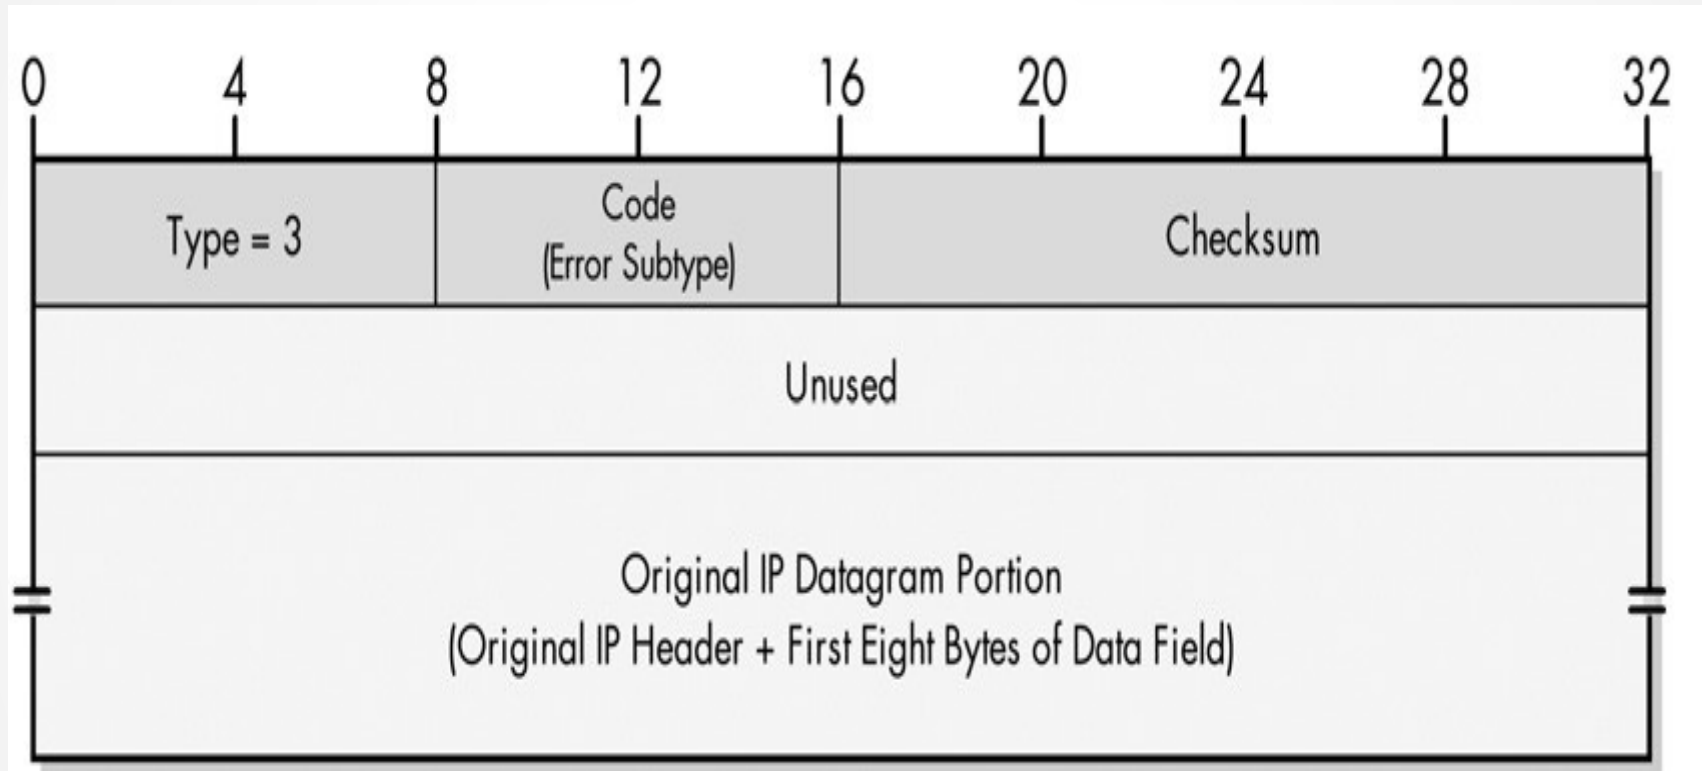 0 4 8 12 16 20 24 28 32
Type = 3
Code
(Error Subtype)
Checksum
Unused
Original IP Datagram Portion
(Original IP Header + First Eight Bytes of Data Field)